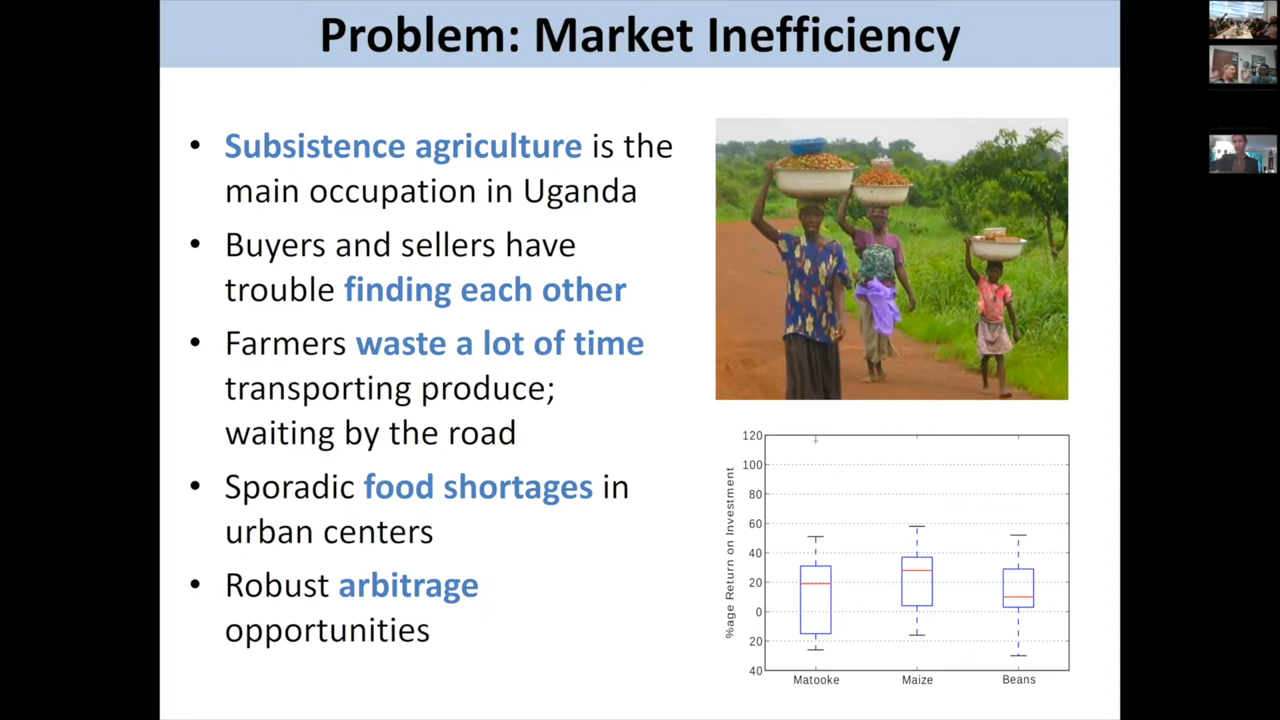 Problem: Market Inefficiency
• Subsistence agriculture is the
main occupation in Uganda
• Buyers and sellers have
trouble finding each other
• Farmers waste a lot of time
transporting produce;
waiting by the road
• Sporadic food shortages in
urban centers
• Robust arbitrage
opportunities
%age Return on Investment
120
100
80
60
40
20
0
20
40
Matooke Maize Beans